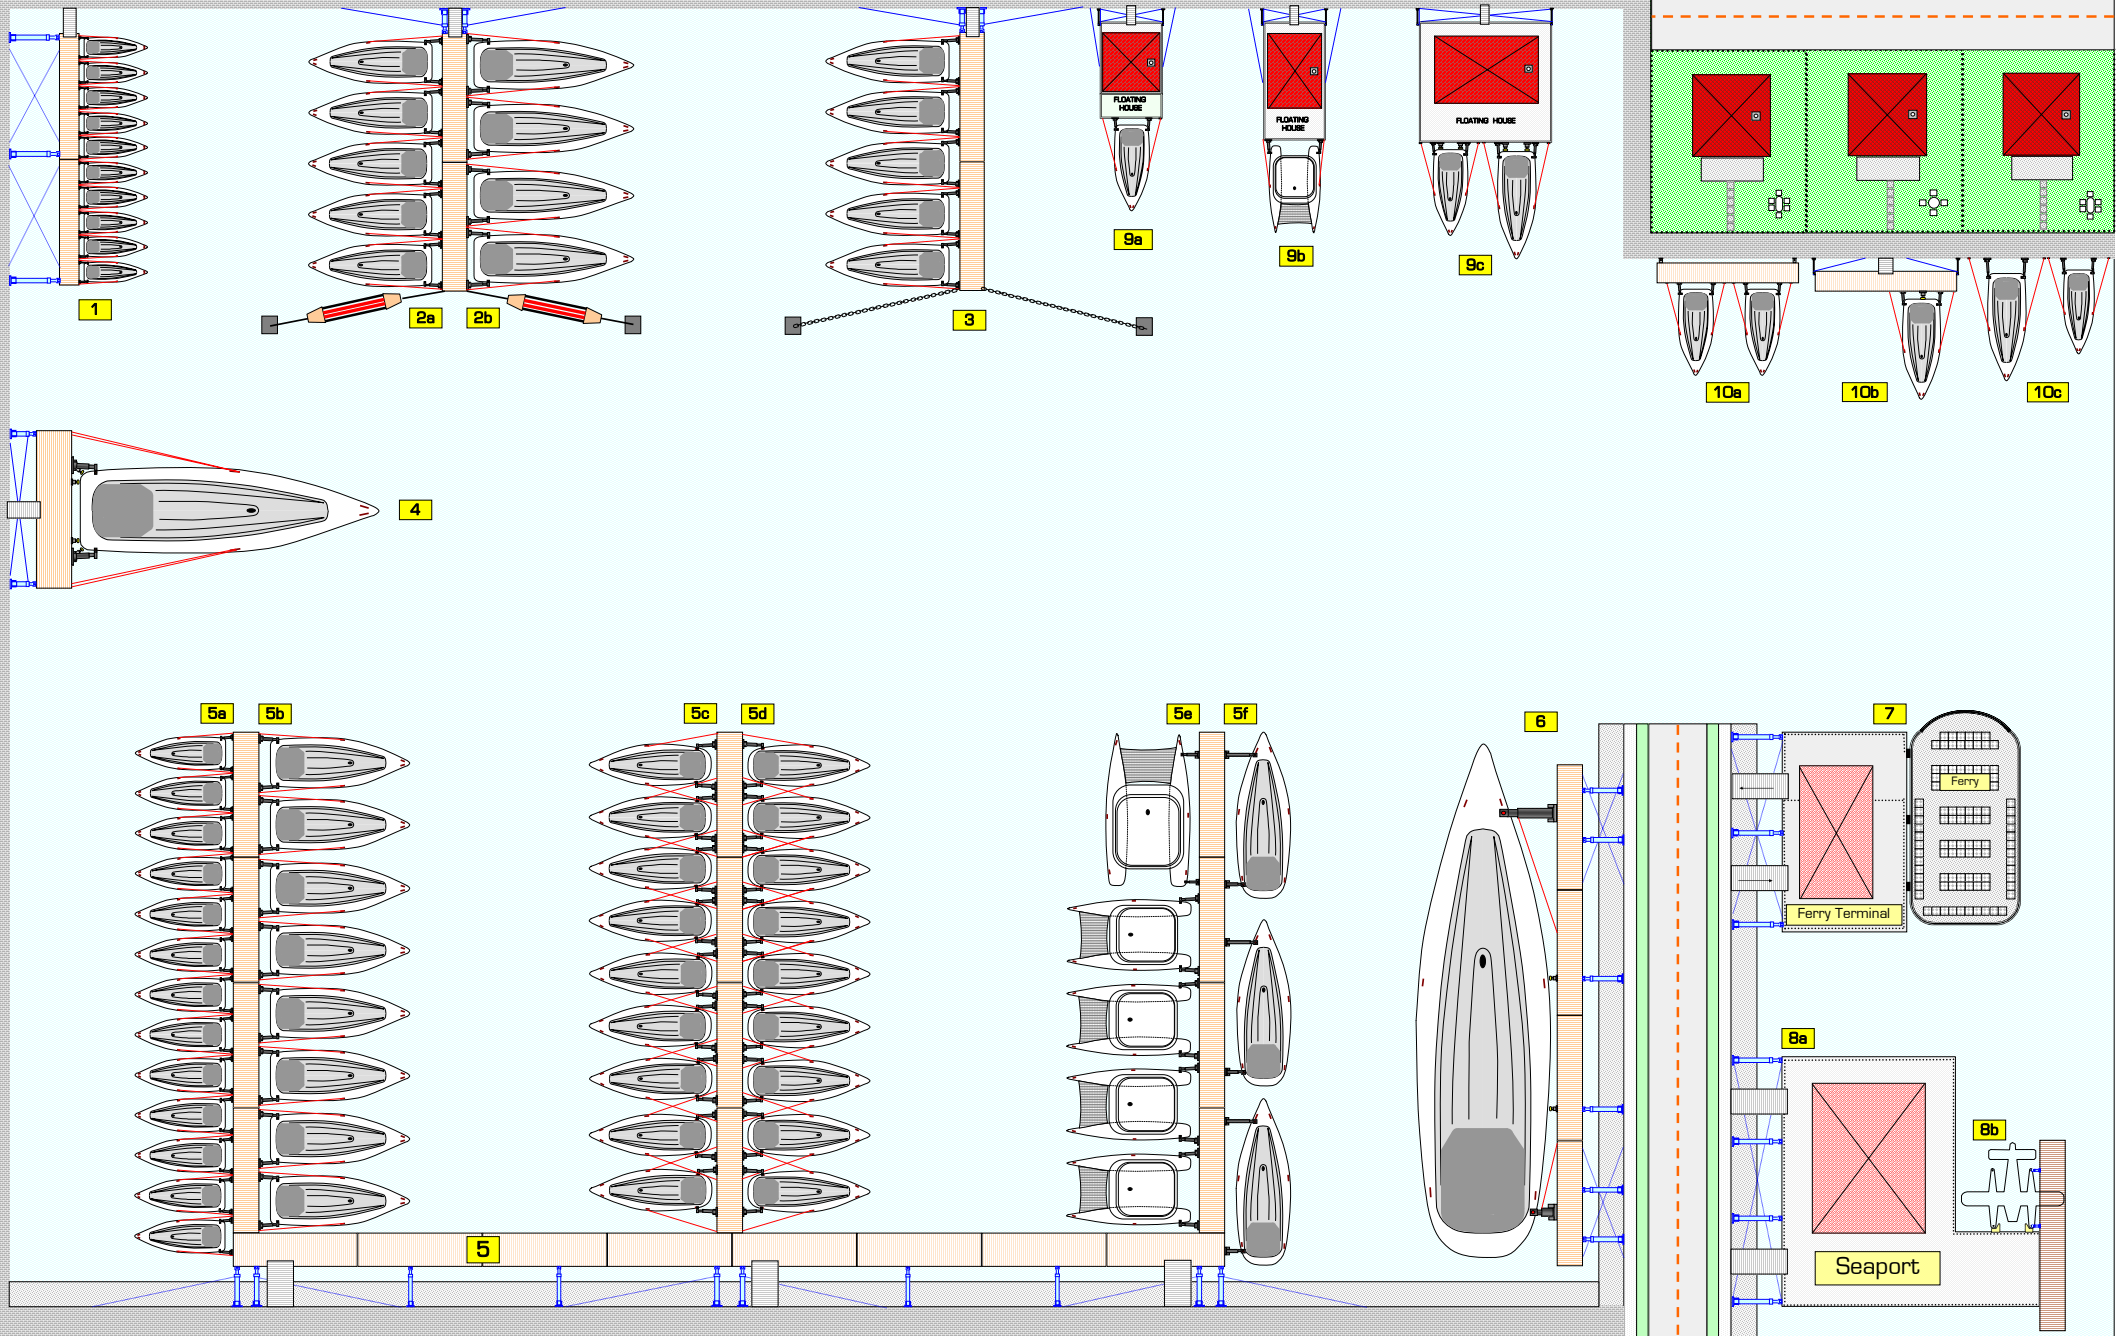 FLOATING
HOUSE
FLOATING
HOUSE
FLOATING HOUSE
9a
9b
9c
1
2a
2b
3
10a
10b
10c
4
5a
5b
5c
5d
5e
5f
6
7
Ferry
Ferry Terminal
8a
8b
5
Seaport